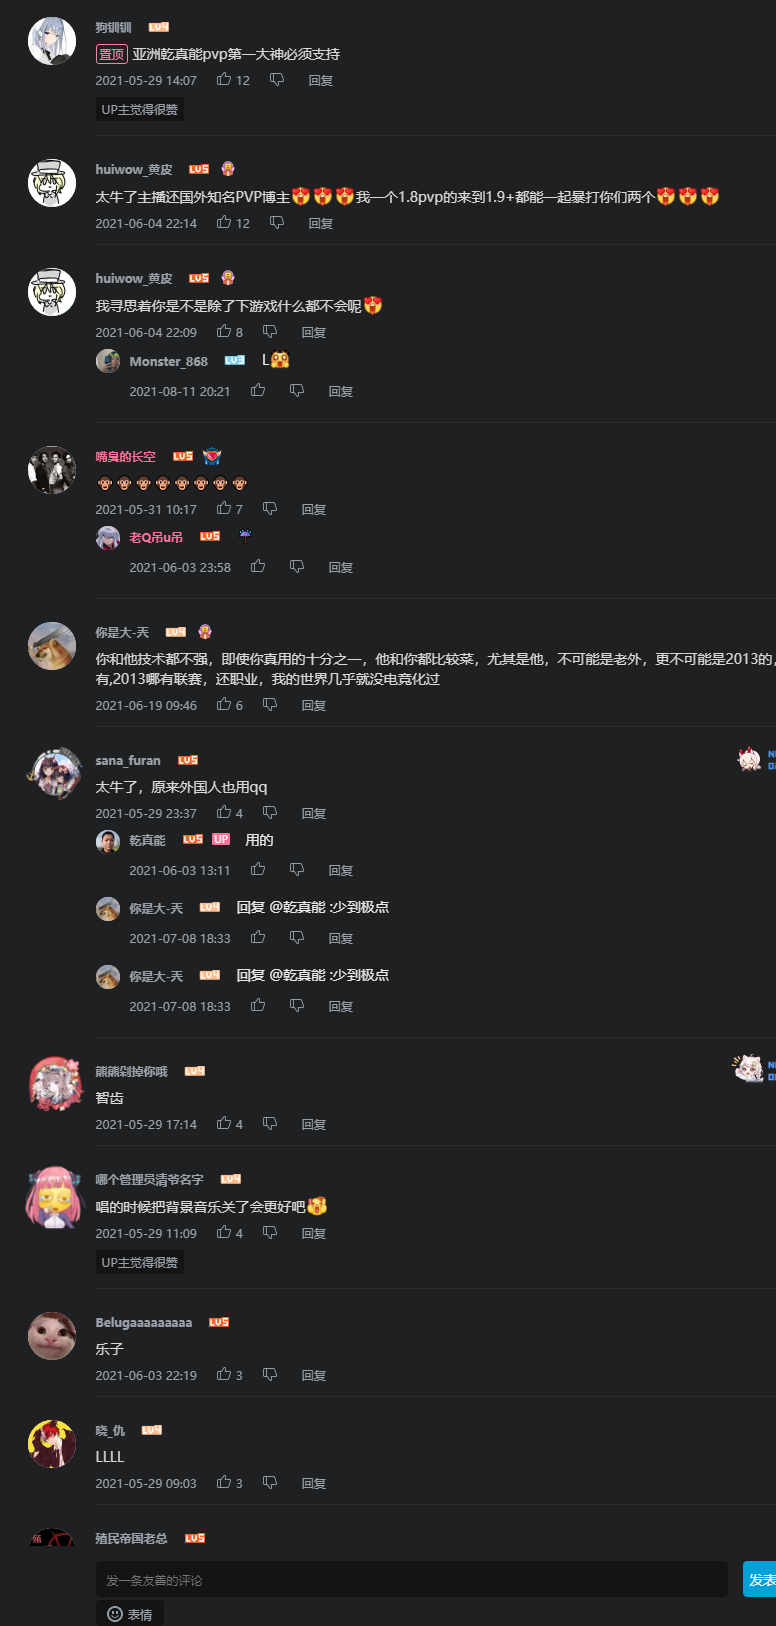 狗钏钏 LV4
置顶 亚洲乾真能pvp第一大神必须支持
2021-05-29 14:07 12 回复
UP主觉得很赞
huiwow_黄皮 LV5
太牛了主播还国外知名PVP博主我一个1.8pvp的来到1.9+都能一起暴打你们两个
2021-06-04 22:14 12 回复
huiwow_黄皮 LV5
我寻思着你是不是除了下游戏什么都不会呢
2021-06-04 22:09 8 回复
Monster_868 LV3 L
2021-08-11 20:21 回复
嘴臭的长空 LV5
2021-05-31 10:17 7 回复
老Q吊u吊 LV5
2021-06-03 23:58 回复
你是大-兲 LV4
你和他技术都不强，即使你真用的十分之一，他和你都比较菜，尤其是他，不可能是老外，更不可能是2013的，
有,2013哪有联赛，还职业，我的世界几乎就没电竞化过
2021-06-19 09:46 6 回复
sana_furan LV5
太牛了，原来外国人也用qq
2021-05-29 23:37 4 回复
乾真能 LV5 UP 用的
2021-06-03 13:11 回复
你是大-兲 LV4 回复 @乾真能 :少到极点
2021-07-08 18:33 回复
你是大-兲 LV4 回复 @乾真能 :少到极点
2021-07-08 18:33 回复
熊熊剁掉你哦 LV4
智齿
2021-05-29 17:14 4 回复
哪个管理员清爷名字 LV4
唱的时候把背景音乐关了会更好吧
2021-05-29 11:09 4 回复
UP主觉得很赞
Belugaaaaaaaaa LV5
乐子
2021-06-03 22:19 3 回复
晓_仇 LV4
LLLL
2021-05-29 09:03 3 回复
殖民帝国老总 LV5
发一条友善的评论
发表
表情